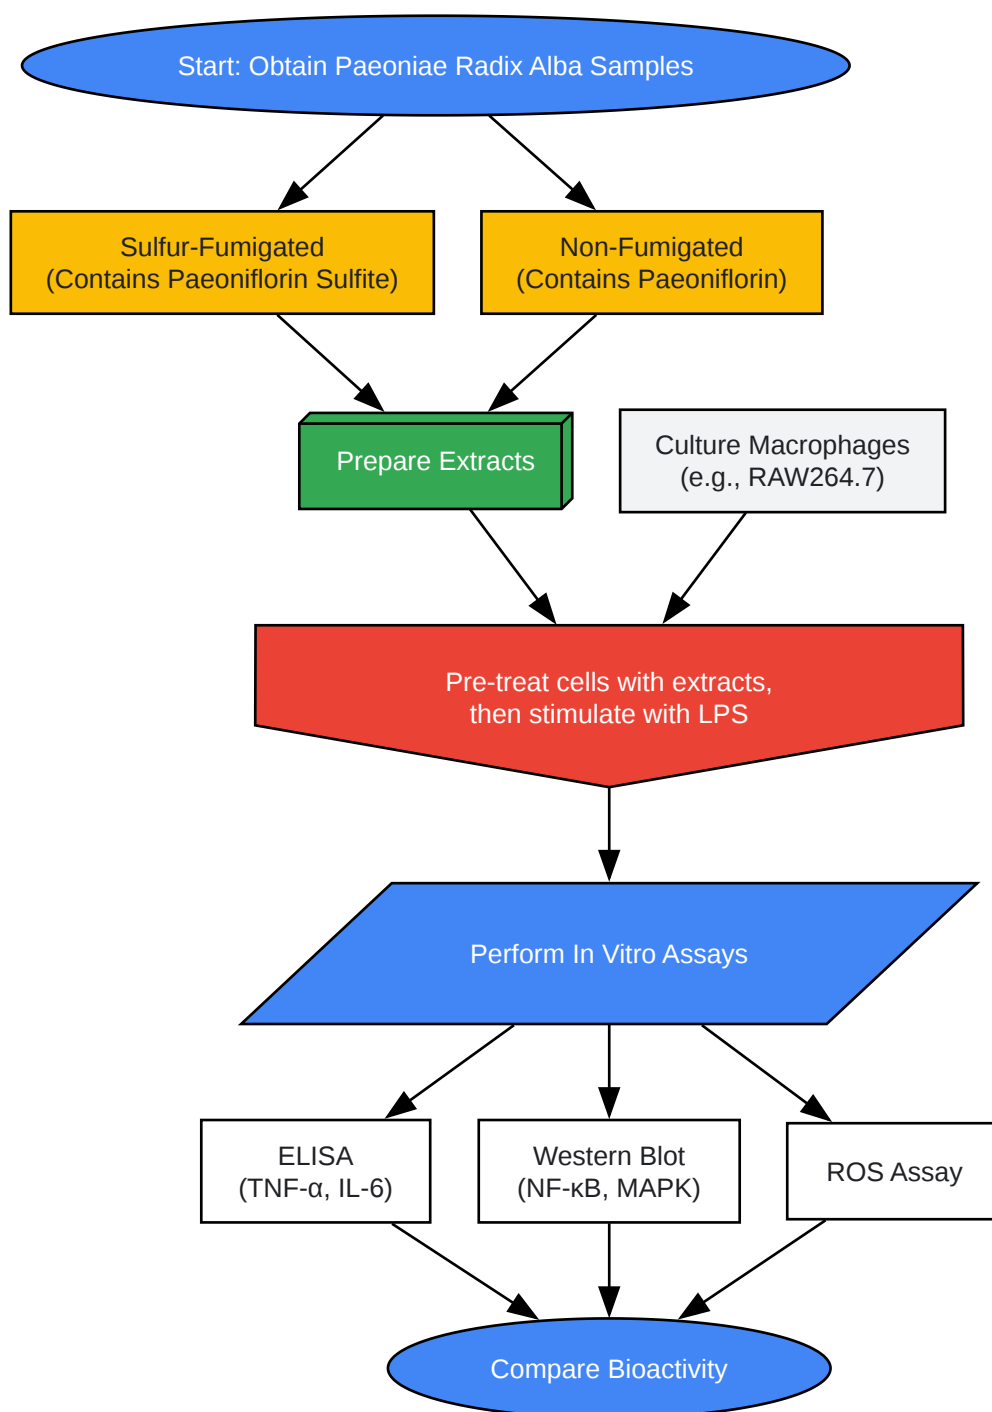 Start: Obtain Paeoniae Radix Alba Samples
Sulfur-Fumigated
(Contains Paeoniflorin Sulfite)
Non-Fumigated
(Contains Paeoniflorin)
Prepare Extracts
Culture Macrophages
(e.g., RAW264.7)
Pre-treat cells with extracts,
then stimulate with LPS
Perform In Vitro Assays
ELISA
(TNF-α, IL-6)
Western Blot
(NF-κB, MAPK)
ROS Assay
Compare Bioactivity